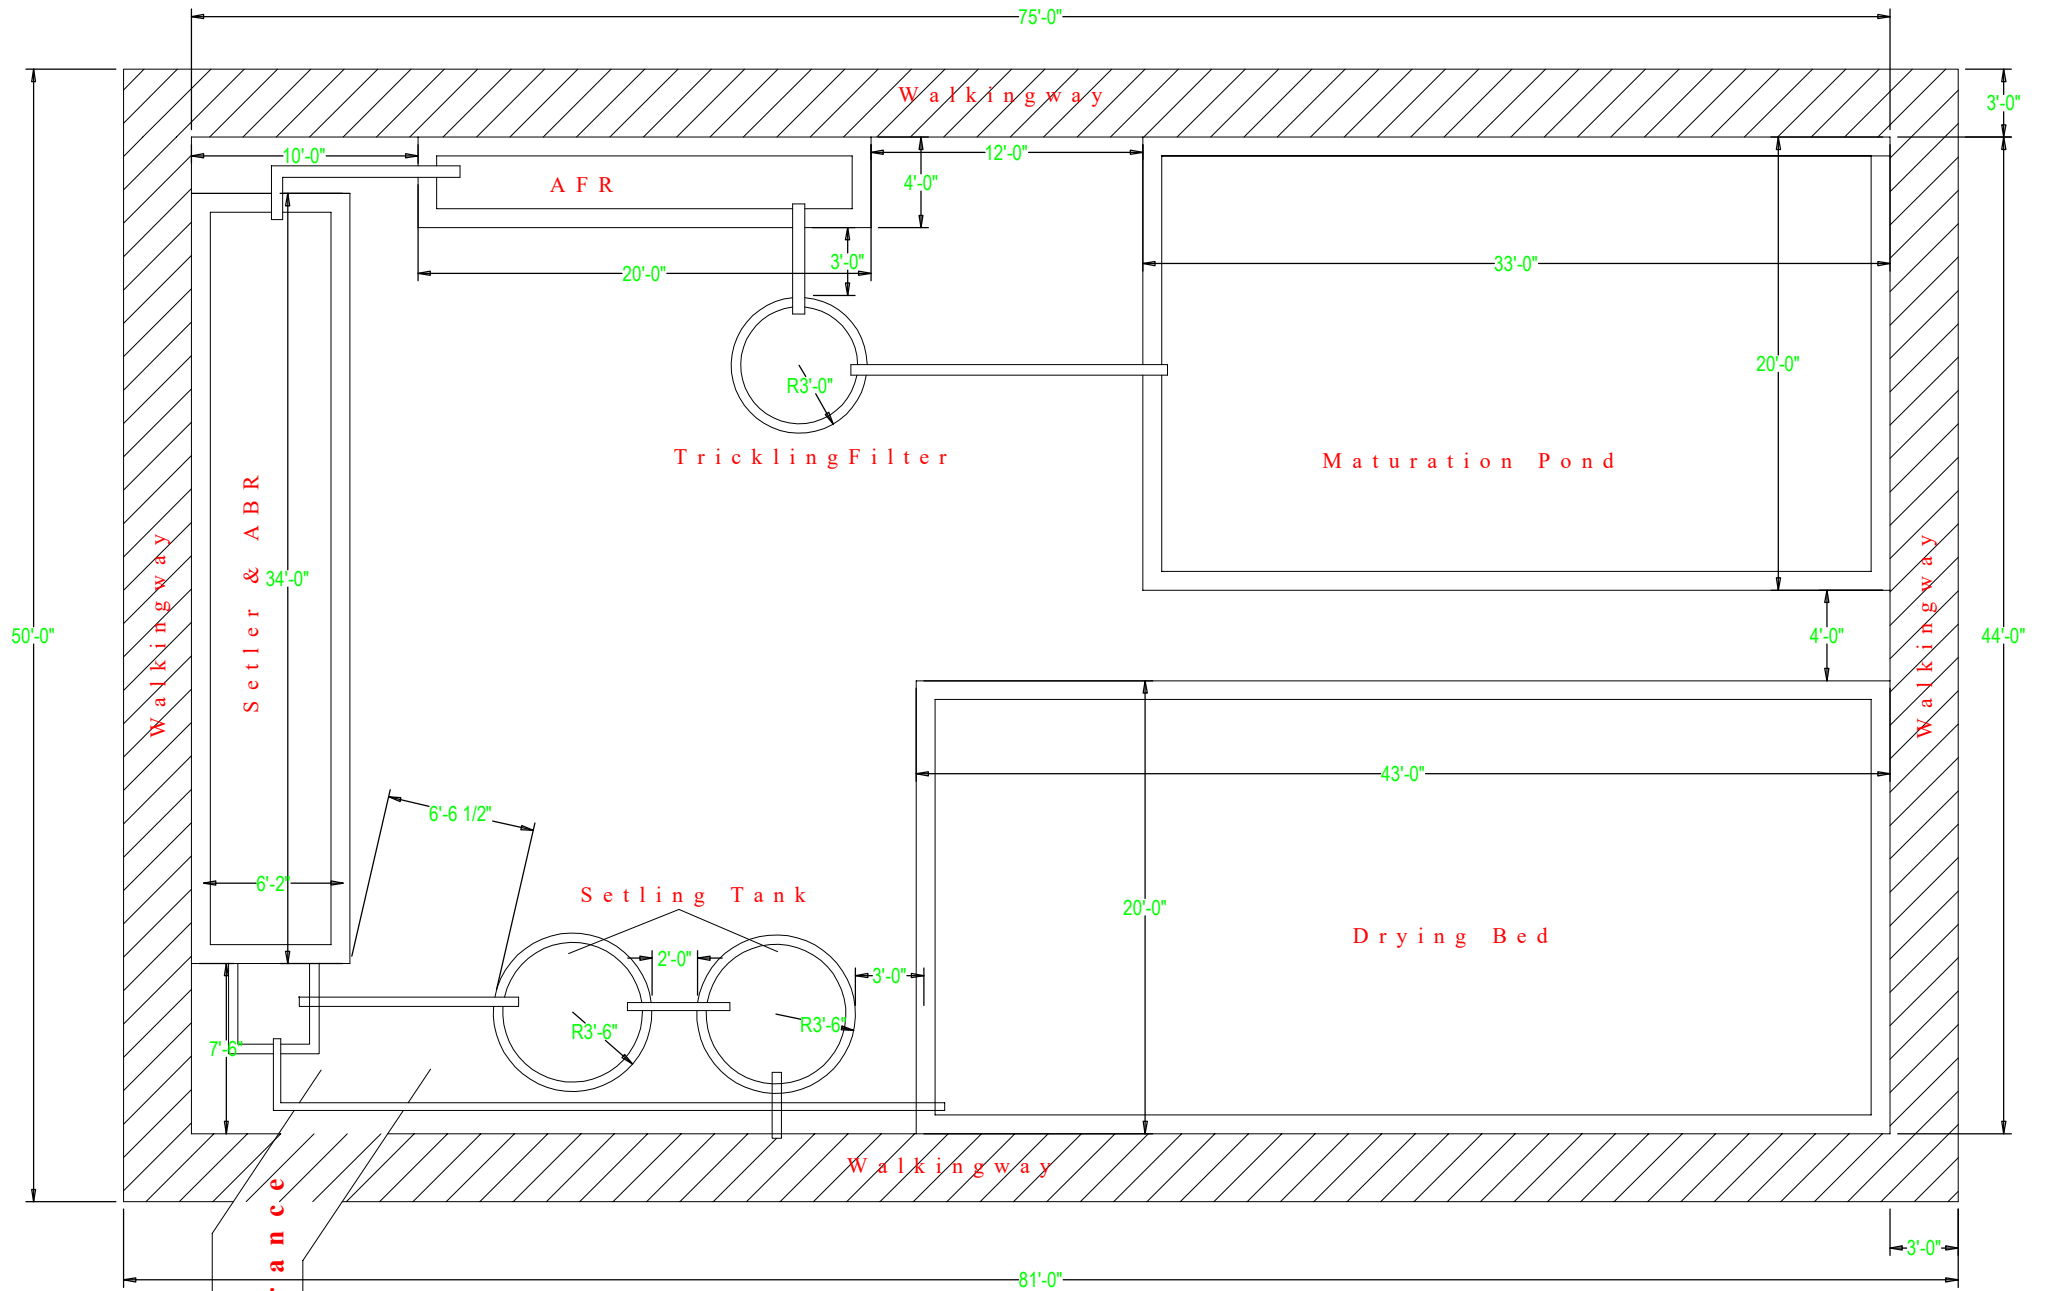 75'-0"
Walkingway
3'-0"
10'-0"
12'-0"
4'-0"
AFR
3'-0"
20'-0"
33'-0"
20'-0"
R3'-0"
TricklingFilter
Maturation Pond
Setler & ABR
34'-0"
Walkingway
50'-0"
4'-0"
44'-0"
Walkingway
43'-0"
6'-6 1/2"
6'-2"
Setling Tank
20'-0"
Drying Bed
2'-0"
3'-0"
R3'-6"
R3'-6"
7'-6"
Walkingway
ance
3'-0"
81'-0"